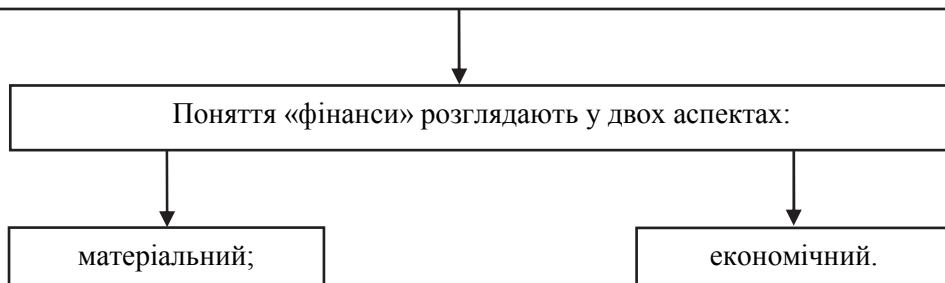 Поняття «фінанси» розглядають у двох аспектах:
матеріальний;
економічний.